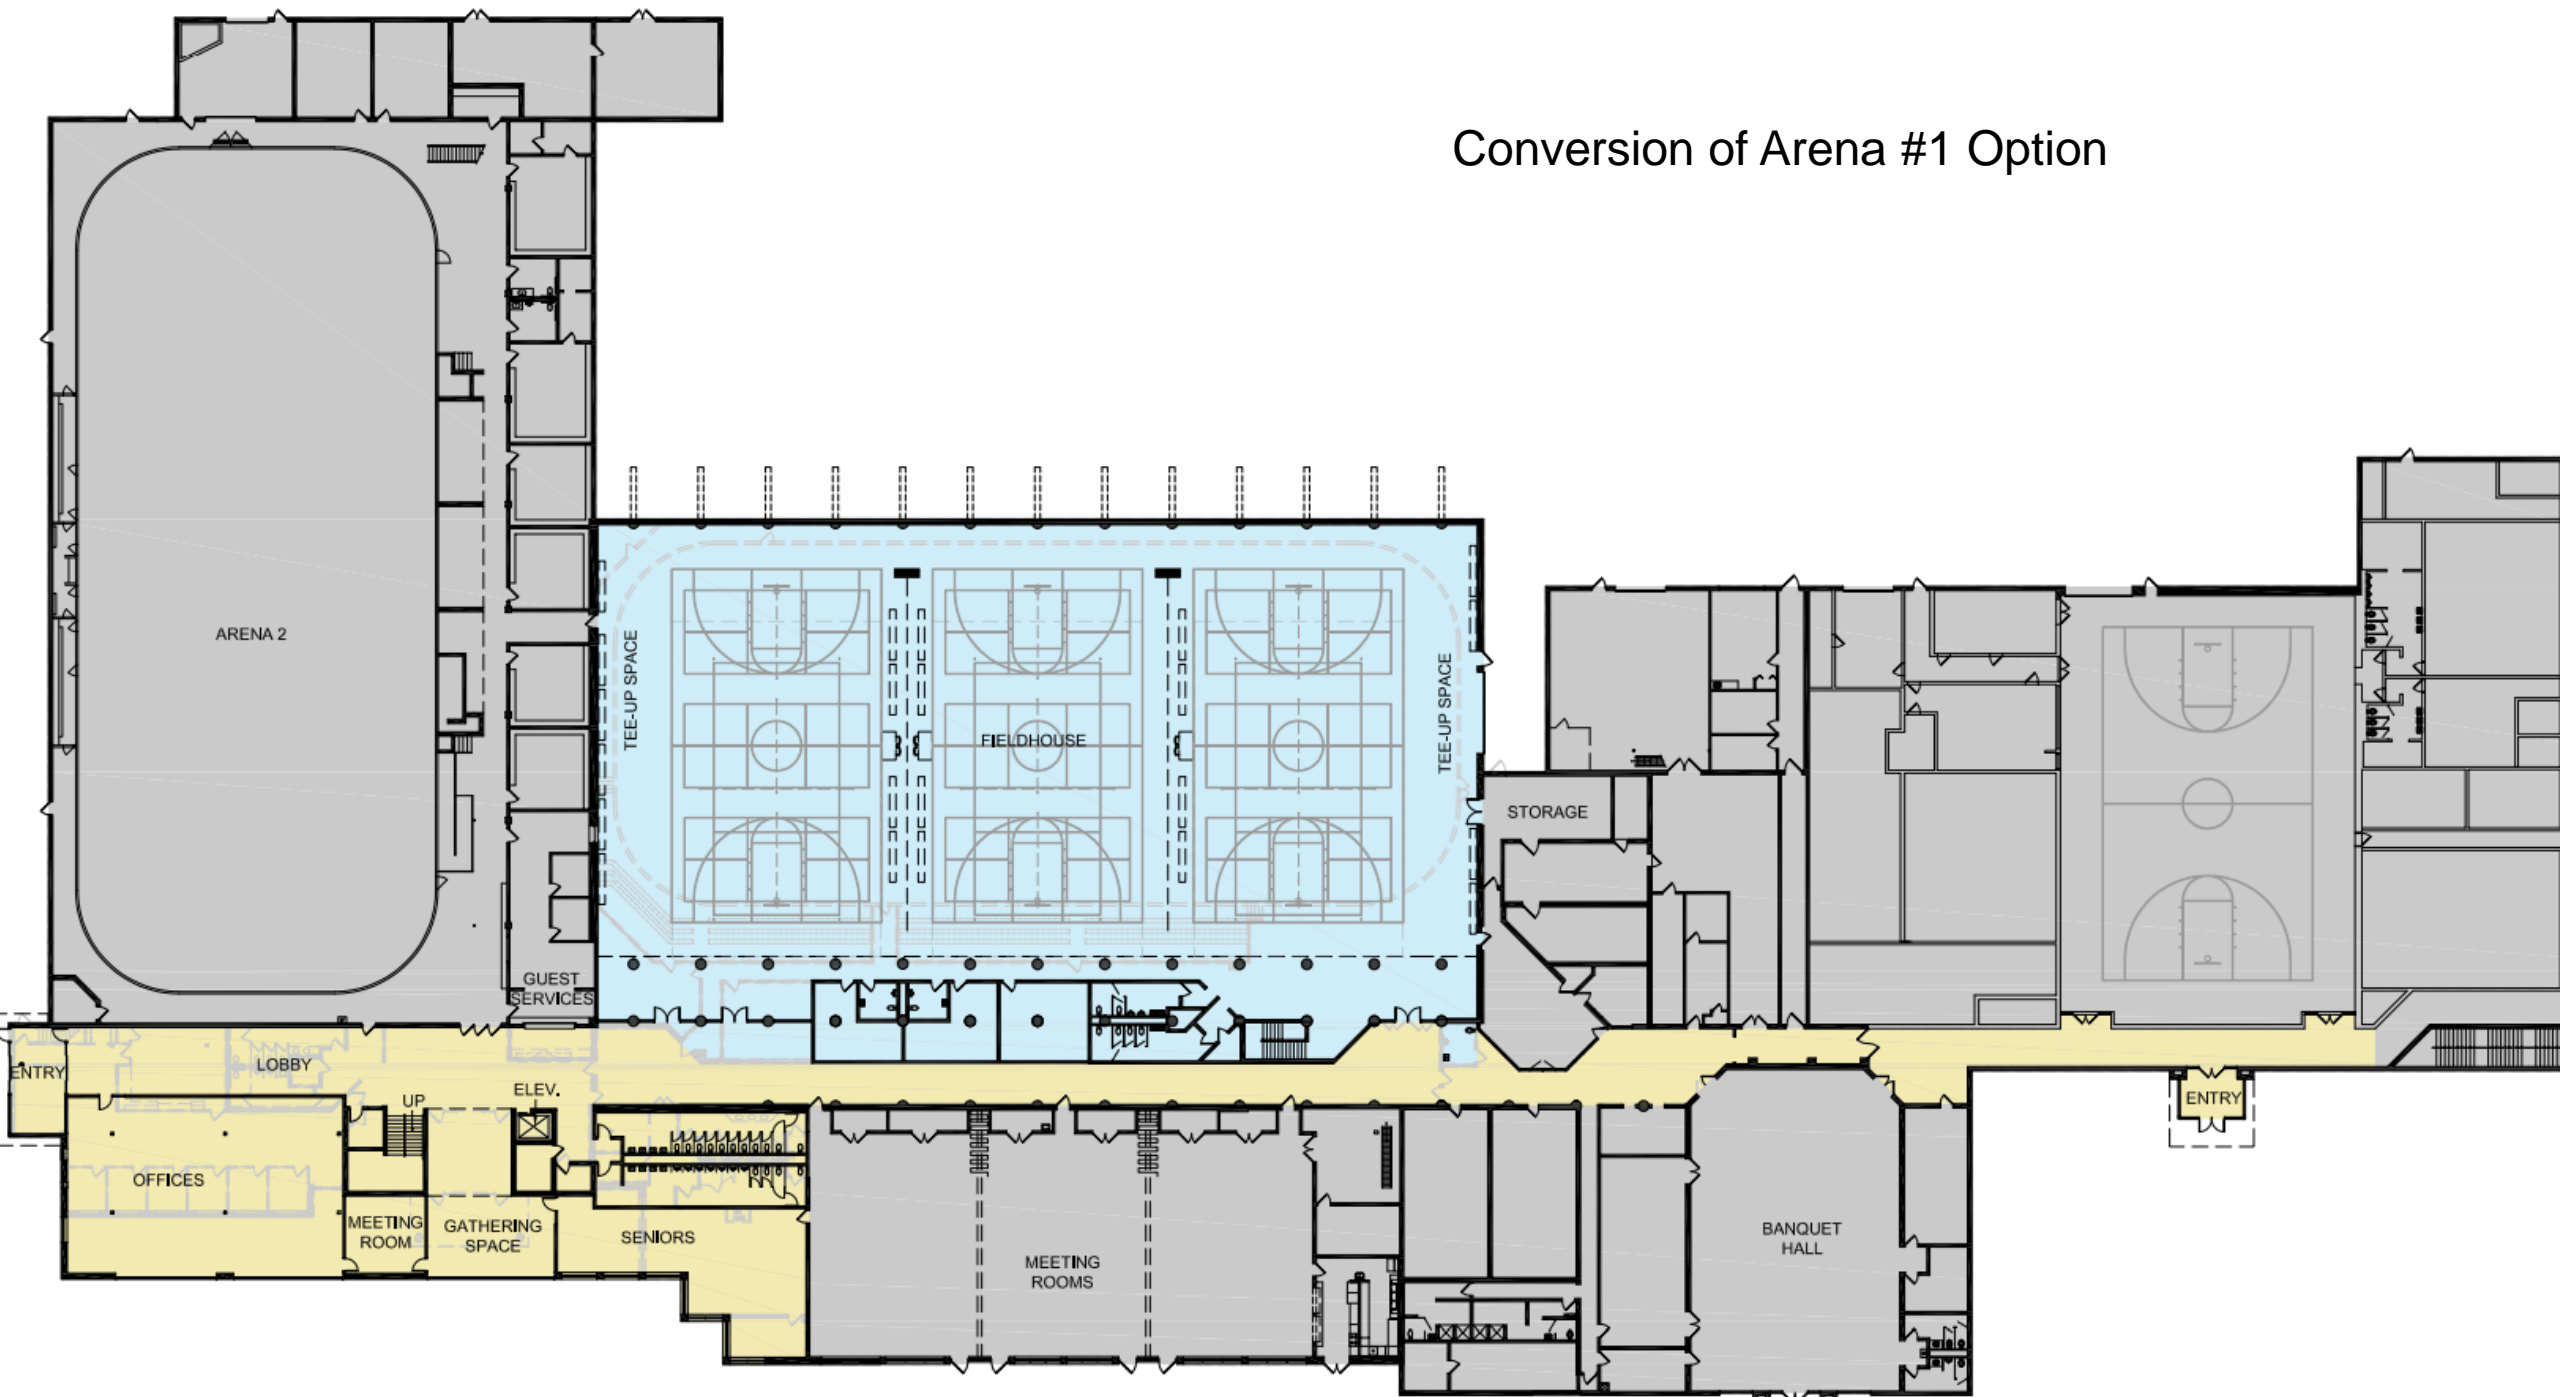 Conversion of Arena #1 Option
ARENA 2
TEE-UP SPACE
FIELDHOUSE
TEE-UP SPACE
STORAGE
GUEST
SERVICES
ENTRY
LOBBY
UP
ELEV.
OFFICES
MEETING
ROOM
GATHERING
SPACE
SENIORS
MEETING
ROOMS
BANQUET
HALL
ENTRY